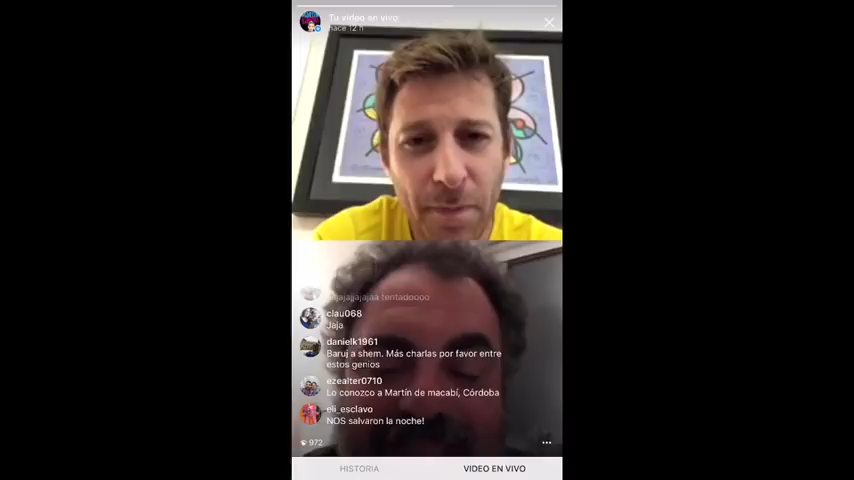 Tu video en vivo
hace 12 h
jajajjajajaa tentadoooo
clau068
Jaja
danielk1961
Baruj a shem. Más charlas por favor entre
estos genios
ezealter0710
Lo conozco a Martín de macabí, Córdoba
eli_esclavo
NOS salvaron la noche!
972
HISTORIA
VIDEO EN VIVO